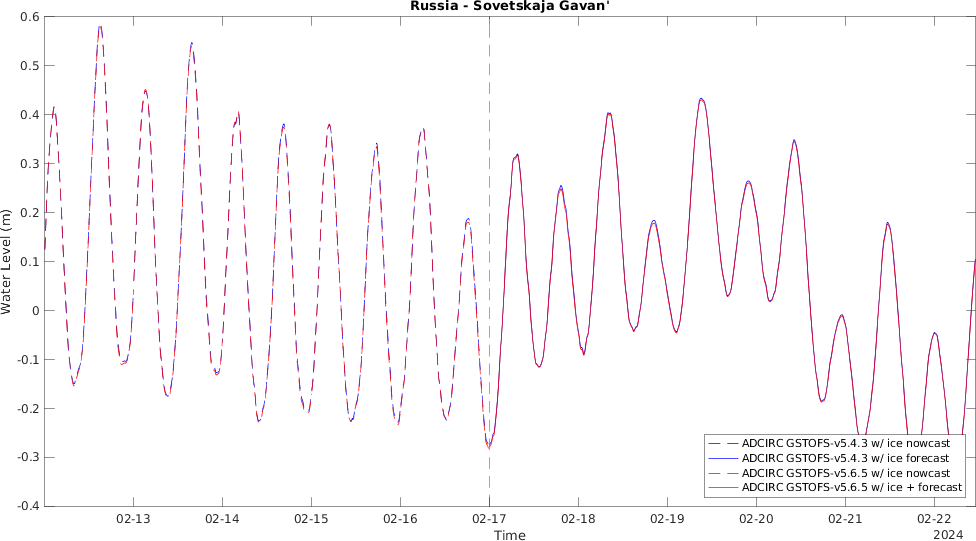 Russia - Sovetskaja Gavan'
0.6
0.5
0.4
0.3
0.2
0.1
0
-0.1
-0.2
-0.3
-0.4
Water Level (m)
ADCIRC GSTOFS-v5.4.3 w/ ice nowcast
ADCIRC GSTOFS-v5.4.3 w/ ice forecast
ADCIRC GSTOFS-v5.6.5 w/ ice nowcast
ADCIRC GSTOFS-v5.6.5 w/ ice + forecast
02-13 02-14 02-15 02-16 02-17 02-18 02-19 02-20 02-21 02-22
Time
2024